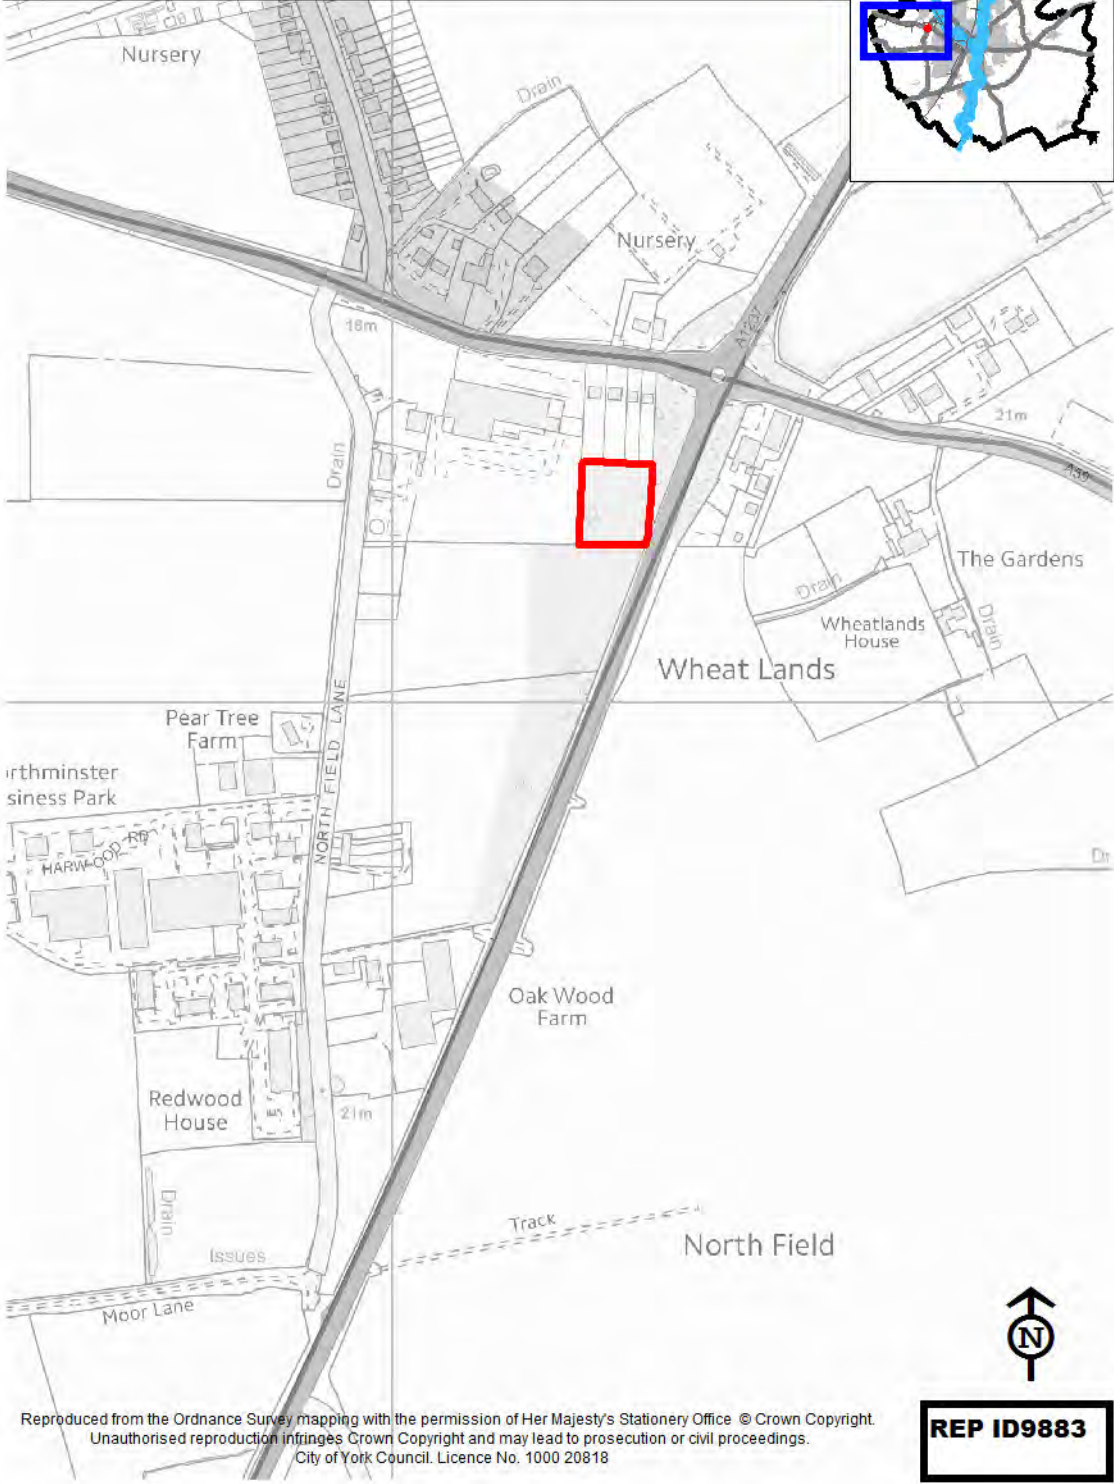 Nursery
Drain
Nursery
A1237
16m
21m
A59
Drain
The Gardens
Drain
Drain
Wheatlands
House
Wheat Lands
NORTH FIELD LANE
Pear Tree
Farm
rthminster
siness Park
HARWOOD RD
Dr
Oak Wood
Farm
Redwood
House
21m
Drain
Track
North Field
Issues
Moor Lane
N
Reproduced from the Ordnance Survey mapping with the permission of Her Majesty's Stationery Office © Crown Copyright.
Unauthorised reproduction infringes Crown Copyright and may lead to prosecution or civil proceedings.
City of York Council. Licence No. 1000 20818
REP ID9883